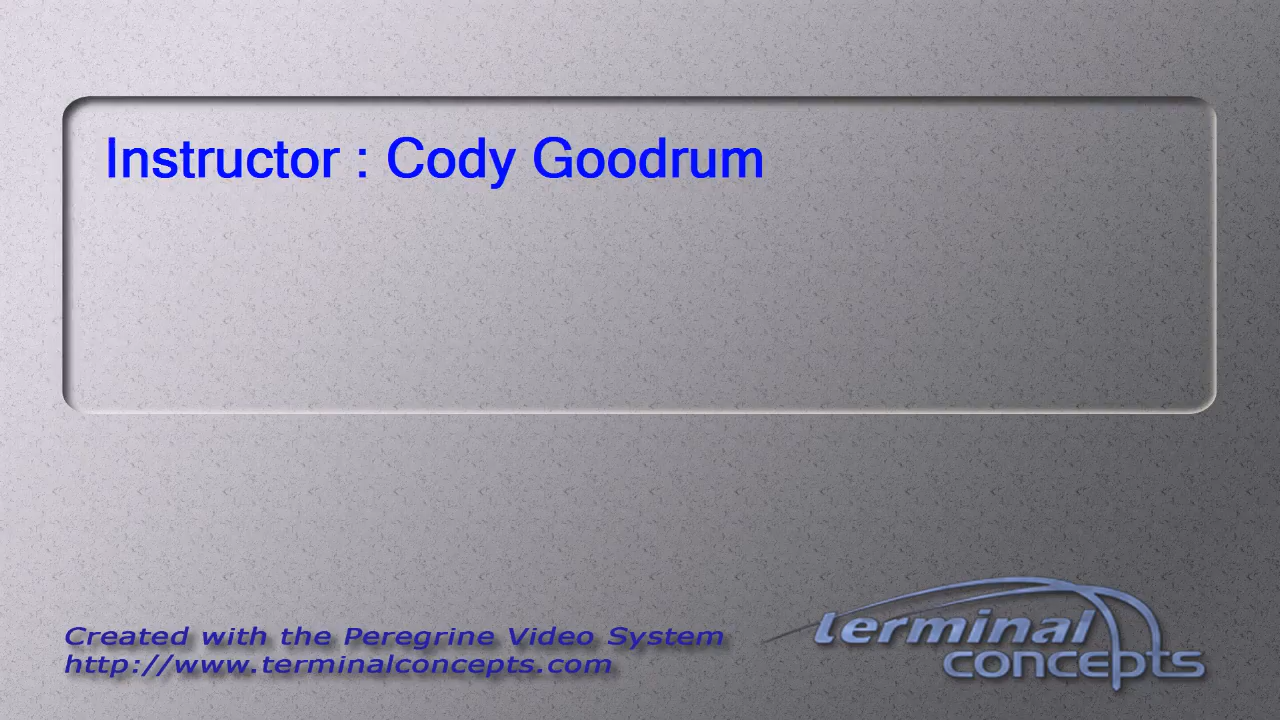 Instructor : Cody Goodrum
Created with the Peregrine Video System
http://www.terminalconcepts.com
terminal
concepts